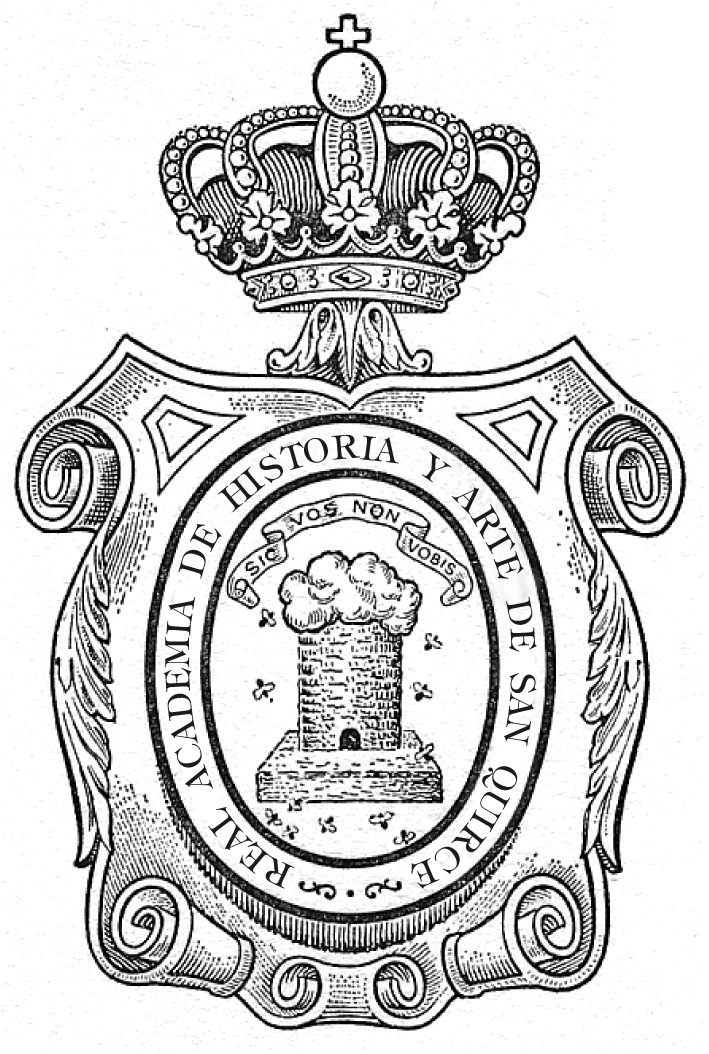 REAL ACADEMIA DE HISTORIA Y ARTE DE SAN QUIRCE
SIC VOS NON VOBIS